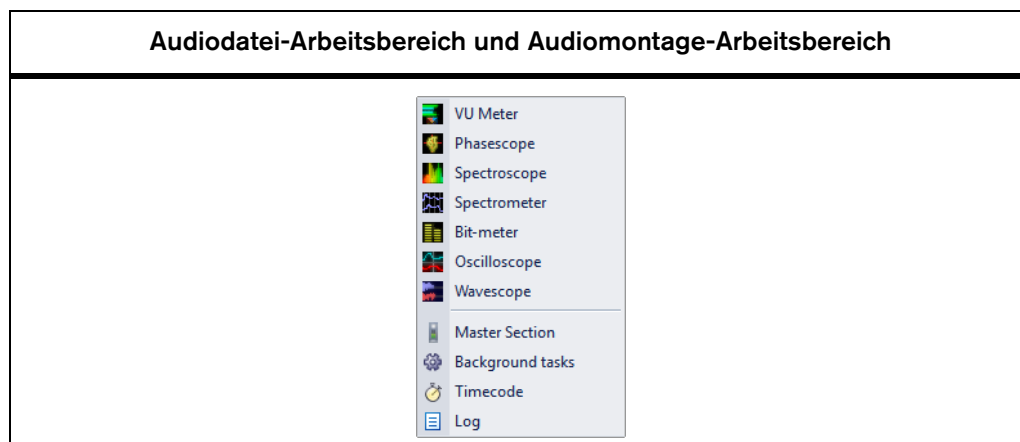 Audiodatei-Arbeitsbereich und Audiomontage-Arbeitsbereich
VU Meter
Phasescope
Spectroscope
Spectrometer
Bit-meter
Oscilloscope
Wavescope
Master Section
Background tasks
Timecode
Log